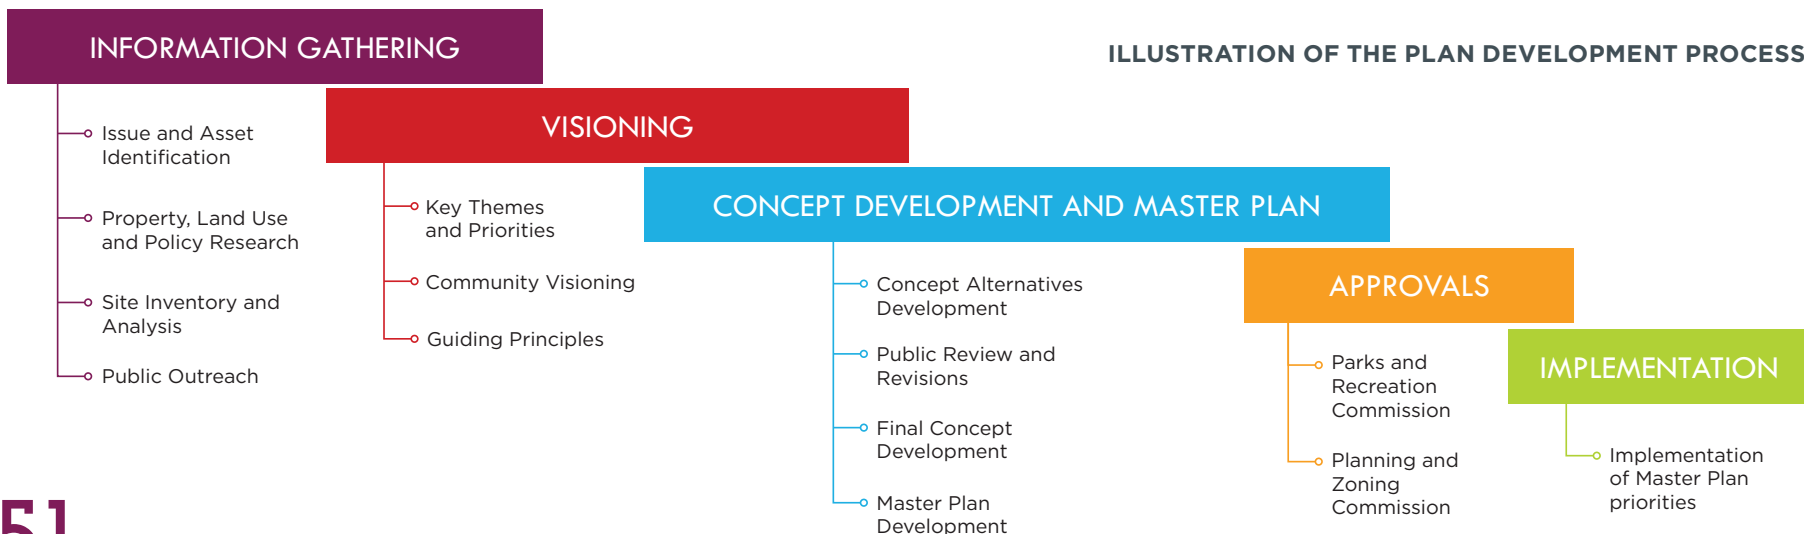 INFORMATION GATHERING
ILLUSTRATION OF THE PLAN DEVELOPMENT PROCESS
Issue and Asset
Identification
Property, Land Use
and Policy Research
Site Inventory and
Analysis
Public Outreach
VISIONING
Key Themes
and Priorities
Community Visioning
Guiding Principles
CONCEPT DEVELOPMENT AND MASTER PLAN
Concept Alternatives
Development
Public Review and
Revisions
Final Concept
Development
Master Plan
Development
APPROVALS
Parks and
Recreation
Commission
Planning and
Zoning
Commission
IMPLEMENTATION
Implementation
of Master Plan
priorities